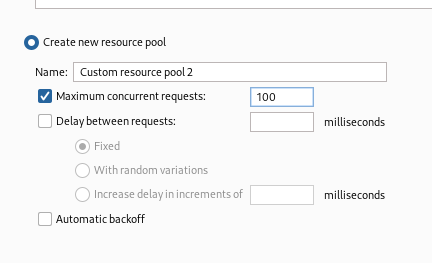 Create new resource pool
Name: Custom resource pool 2
Maximum concurrent requests: 100
Delay between requests: milliseconds
Fixed
With random variations
Increase delay in increments of milliseconds
Automatic backoff